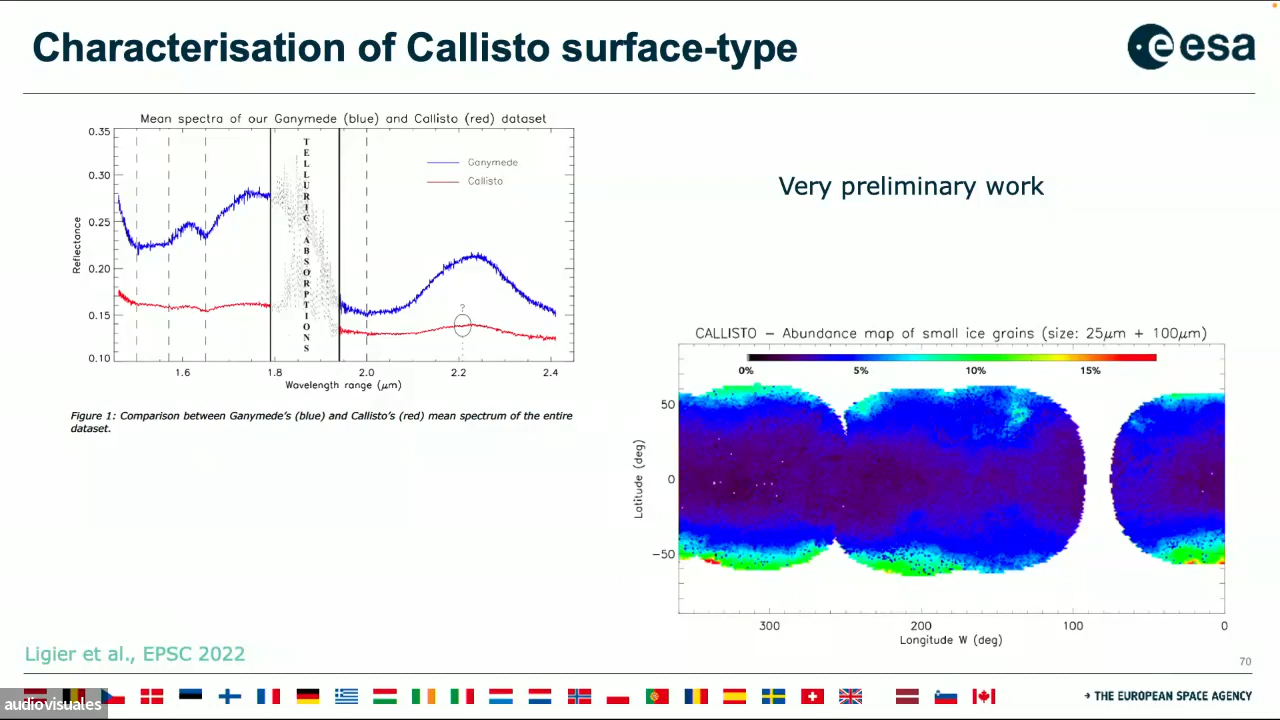 Characterisation of Callisto surface-type
esa
Mean spectra of our Ganymede (blue) and Callisto (red) dataset
0.35
0.30
0.25
0.20
0.15
0.10
Reflectance
TELLURIC ABSORPTIONS
Ganymede
Callisto
?
1.6 1.8 2.0 2.2 2.4
Wavelength range (μm)
Figure 1: Comparison between Ganymede's (blue) and Callisto's (red) mean spectrum of the entire
dataset.
Very preliminary work
CALLISTO – Abundance map of small ice grains (size: 25μm + 100μm)
0% 5% 10% 15%
50
0
−50
Latitude (deg)
300 200 100 0
Longitude W (deg)
Ligier et al., EPSC 2022
70
audiovisuales
→ THE EUROPEAN SPACE AGENCY